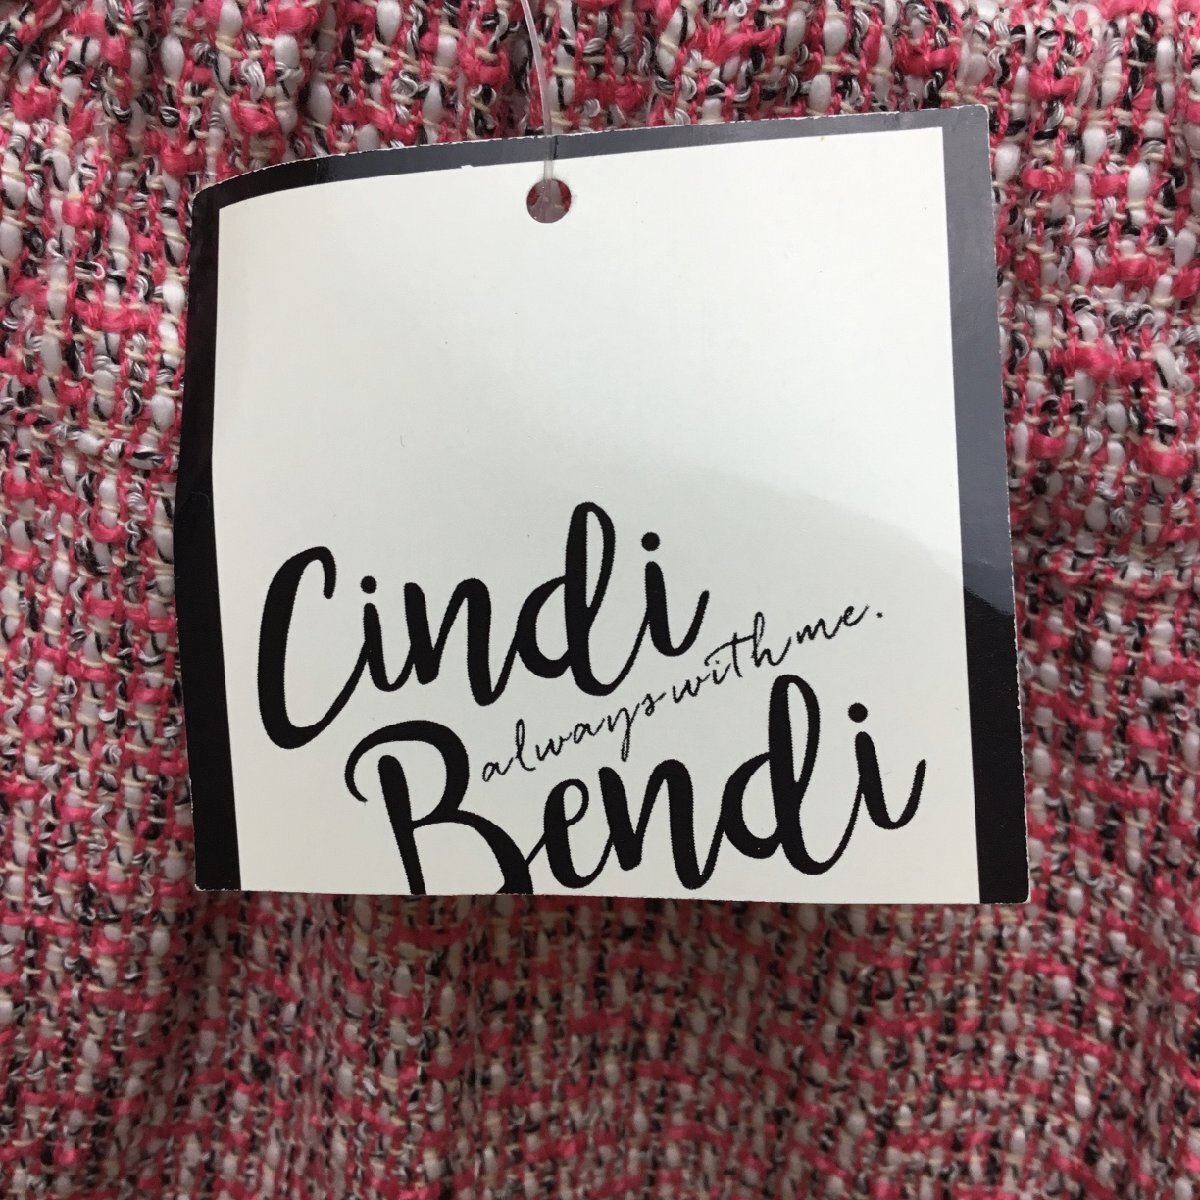 Cindi
always with me.
Bendi